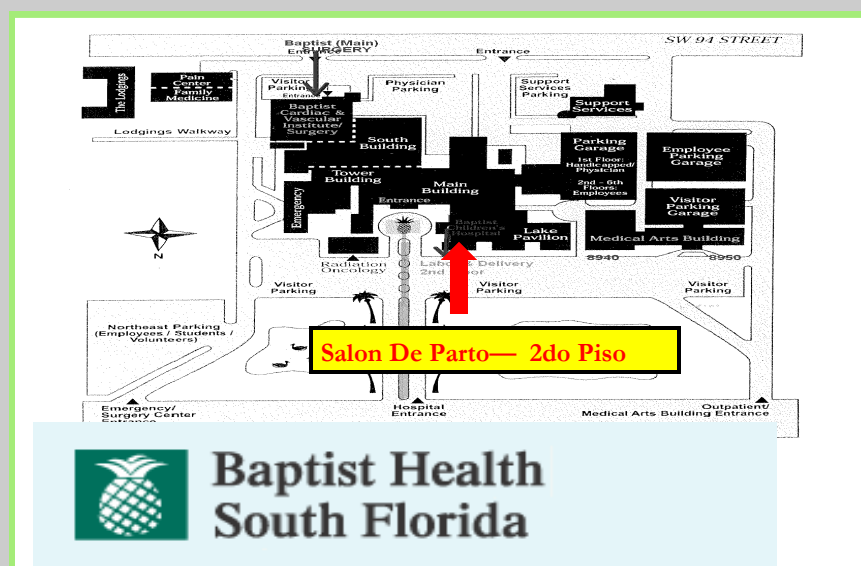 SW 94 STREET
Baptist (Main)
SURGERY
Entrance
Entrance
The Lodgings
Pain
Center
Family
Medicine
Lodgings Walkway
Visitor
Parking
Entrance
Physician
Parking
Support
Services
Parking
Support
Services
Baptist
Cardiac &
Vascular
Institute/
Surgery
South
Building
Parking
Garage
1st Floor:
Handicapped/
Physician
2nd - 6th
Floors:
Employees
Employee
Parking
Garage
Tower
Building
Main
Building
Emergency
Entrance
Visitor
Parking
Garage
Baptist
Children's
Hospital
Lake
Pavilion
Medical Arts Building
8940
8950
N
Radiation
Oncology
Labor & Delivery
2nd Floor
Visitor
Parking
Visitor
Parking
Visitor
Parking
Northeast Parking
(Employees / Students /
Volunteers)
Salon De Parto— 2do Piso
Emergency/
Surgery Center
Entrance
Hospital
Entrance
Outpatient/
Medical Arts Building Entrance
Baptist Health
South Florida